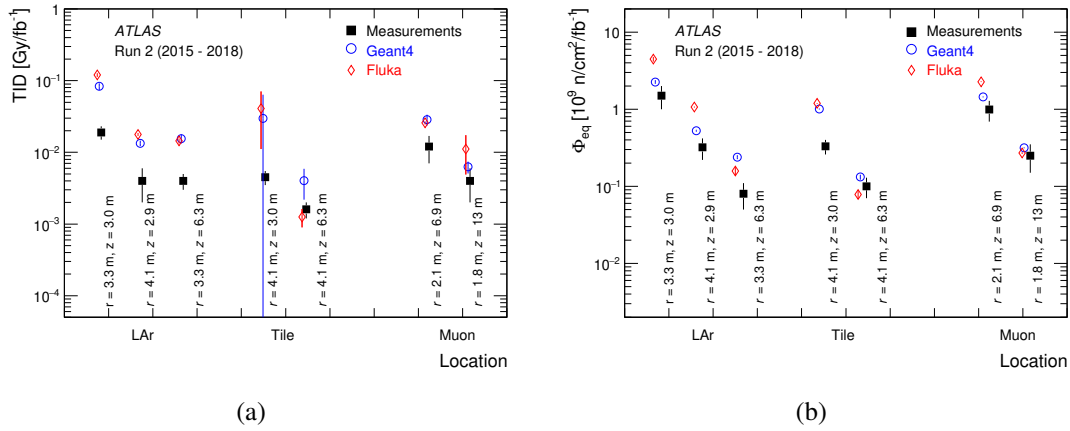 TID [Gy/fb⁻¹]
1
10⁻¹
10⁻²
10⁻³
10⁻⁴
ATLAS
Run 2 (2015 - 2018)
Measurements
Geant4
Fluka
r = 3.3 m, z = 3.0 m
r = 4.1 m, z = 2.9 m
r = 3.3 m, z = 6.3 m
r = 4.1 m, z = 3.0 m
r = 4.1 m, z = 6.3 m
r = 2.1 m, z = 6.9 m
r = 1.8 m, z = 13 m
LAr
Tile
Muon
Location
(a)
Φeq [10⁹ n/cm²/fb⁻¹]
10
1
10⁻¹
10⁻²
ATLAS
Run 2 (2015 - 2018)
Measurements
Geant4
Fluka
r = 3.3 m, z = 3.0 m
r = 4.1 m, z = 2.9 m
r = 3.3 m, z = 6.3 m
r = 4.1 m, z = 3.0 m
r = 4.1 m, z = 6.3 m
r = 2.1 m, z = 6.9 m
r = 1.8 m, z = 13 m
LAr
Tile
Muon
Location
(b)